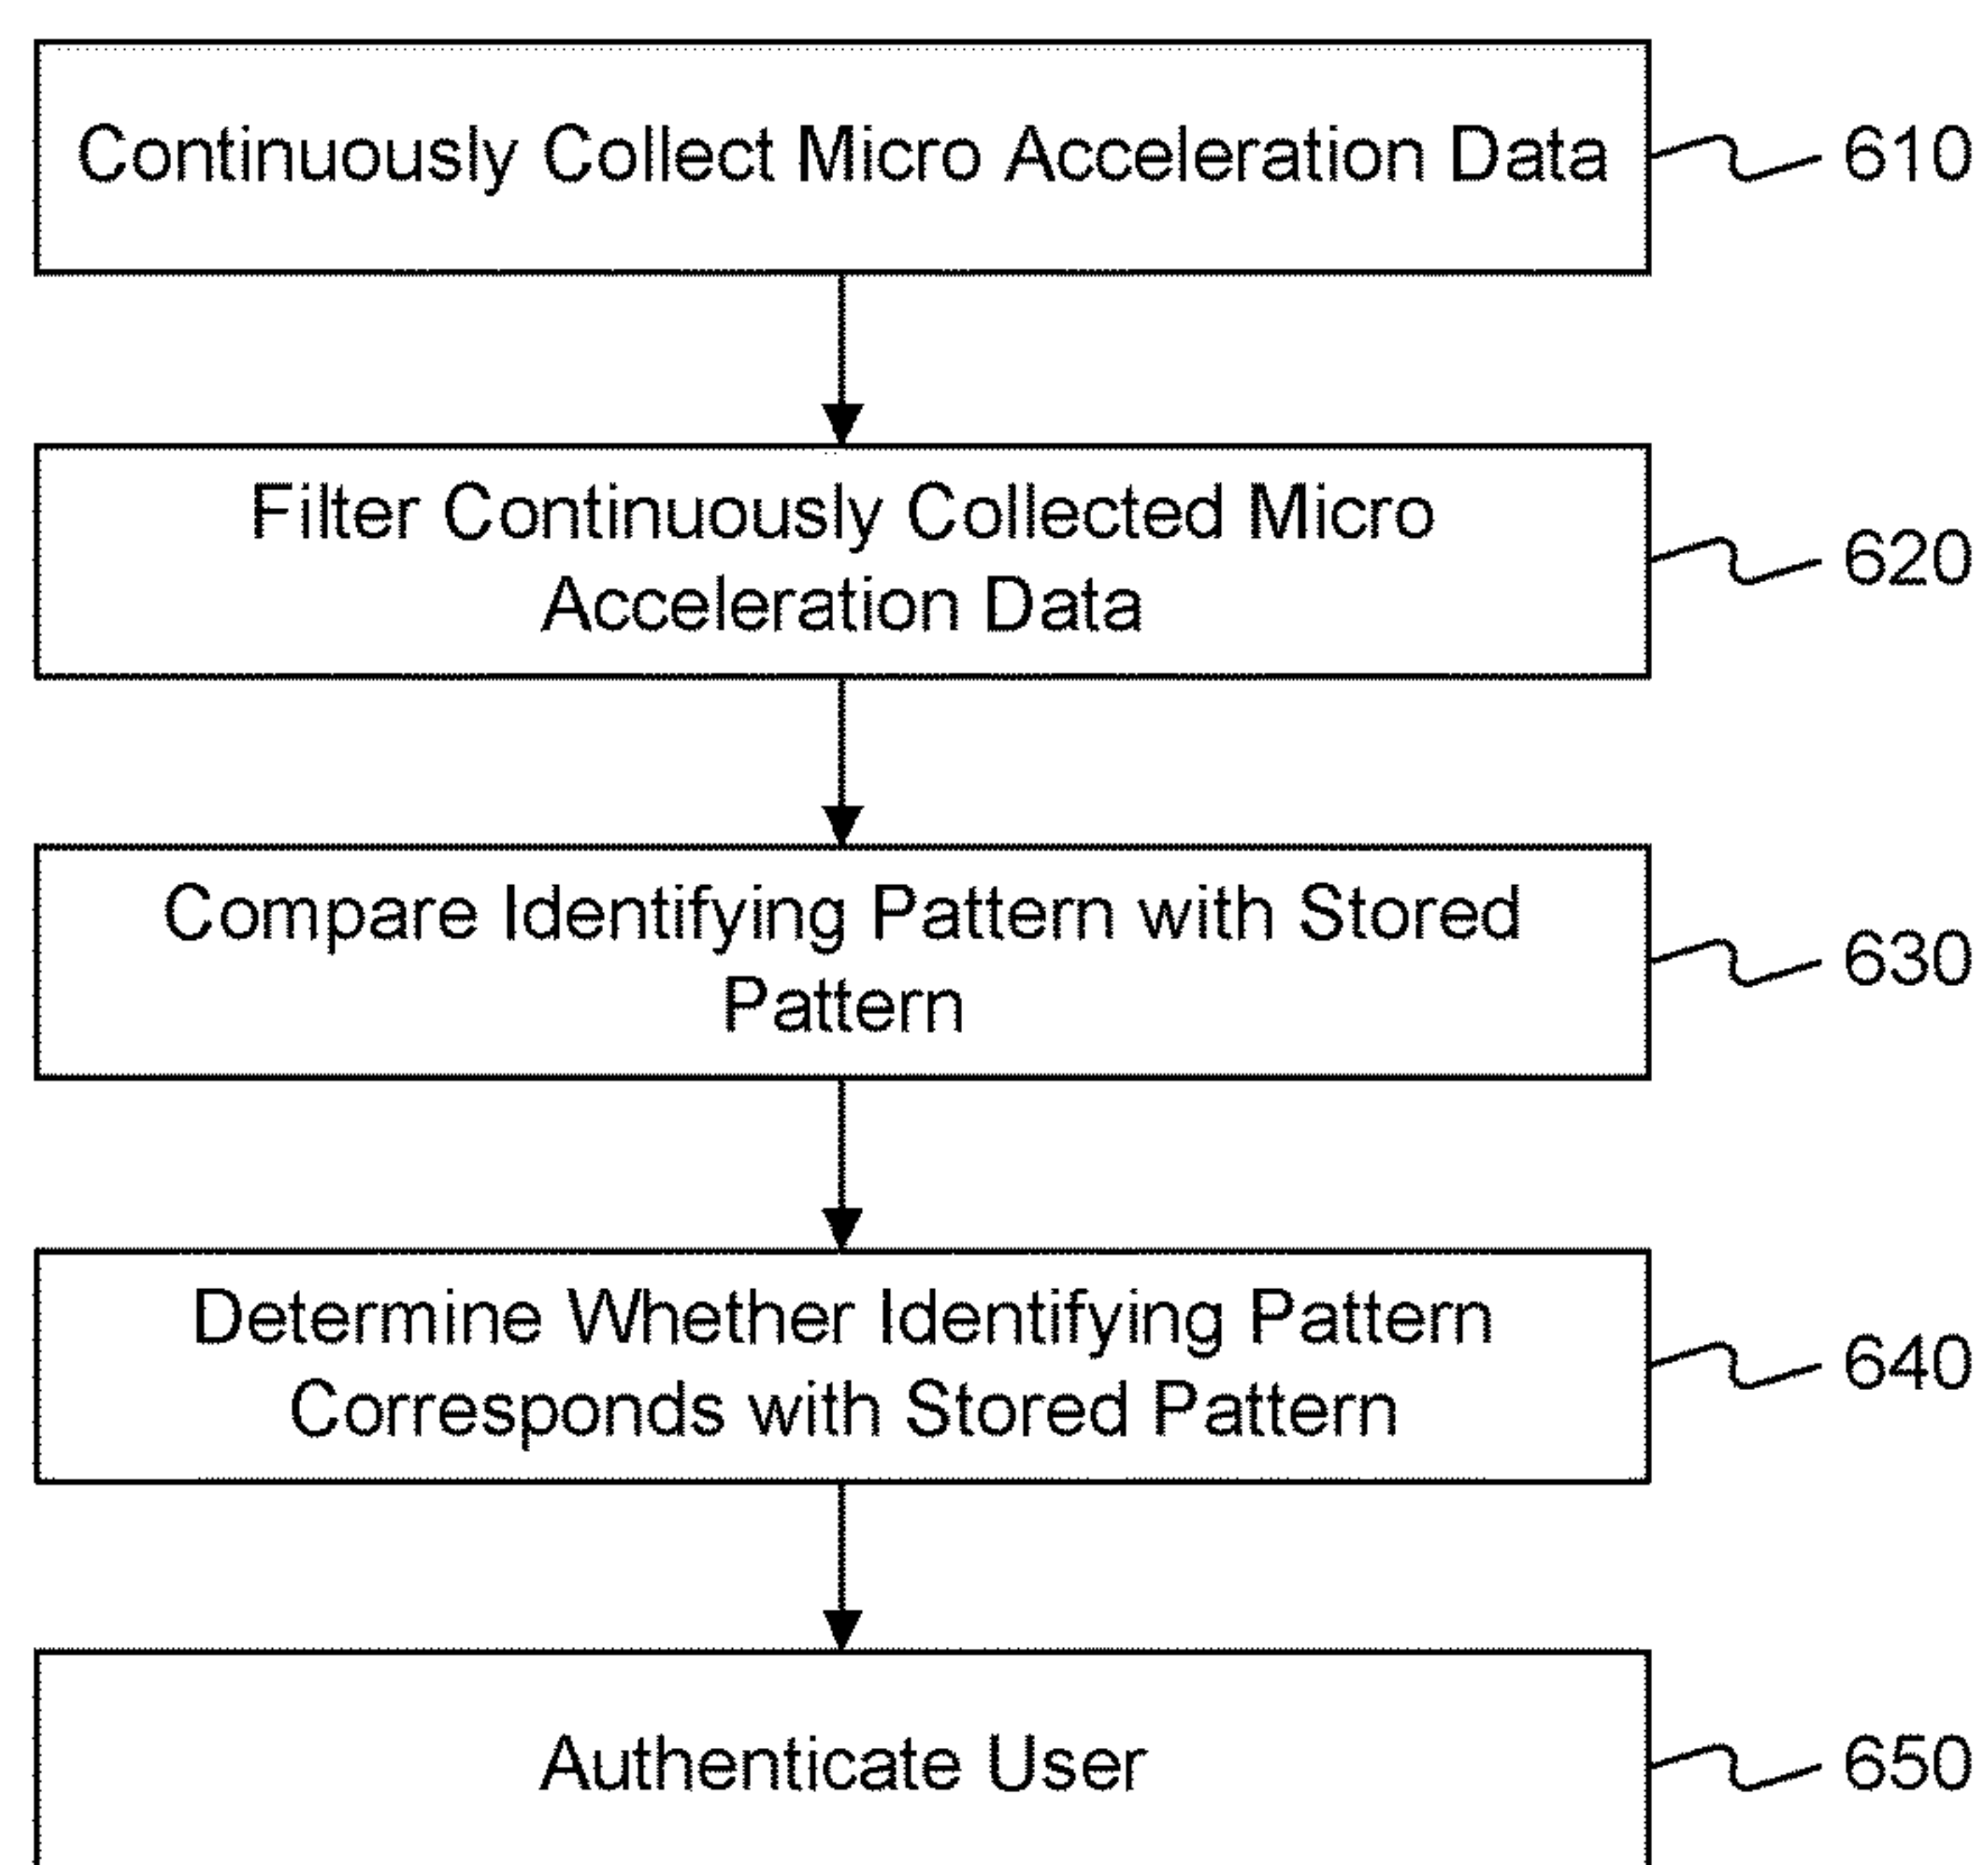 Continuously Collect Micro Acceleration Data
610
Filter Continuously Collected Micro
Acceleration Data
620
Compare Identifying Pattern with Stored
Pattern
630
Determine Whether Identifying Pattern
Corresponds with Stored Pattern
640
Authenticate User
650